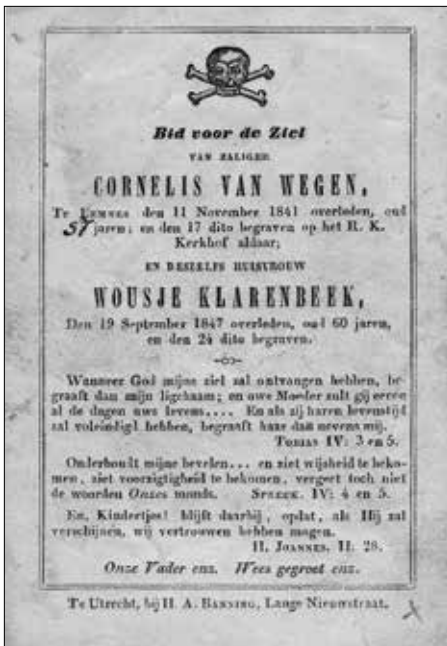 Bid voor de Ziel
VAN ZALIGER
CORNELIS VAN WEGEN,
Te EEMNES den 11 November 1841 overleden, oud
57 jaren; en den 17 dito begraven op het R. K.
Kerkhof aldaar;
EN DESZELFS HUISVROUW
WOUSJE KLARENBEEK,
Den 19 September 1847 overleden, oud 60 jaren,
en den 24 dito begraven.
Wanneer God mijne ziel zal ontvangen hebben, be-
graaft dan mijn ligchaam; en uwe Moeder zult gij eeren
al de dagen uws levens.... En als zij haren levenstijd
zal voleindigd hebben, begraaft haar dan nevens mij.
TOBIAS IV: 3 en 5.
Onderhoudt mijne bevelen... en ziet wijsheid te beko-
men, ziet voorzigtigheid te bekomen, vergeet toch niet
de woorden Onzes monds. SPREEK. IV: 4 en 5.
En, Kindertjes! blijft daarbij, opdat, als Hij zal
verschijnen, wij vertrouwen hebben mogen.
II. JOANNES, II: 28.
Onze Vader enz. Wees gegroet enz.
Te Utrecht, bij H. A. BANNING, Lange Nieuwstraat.